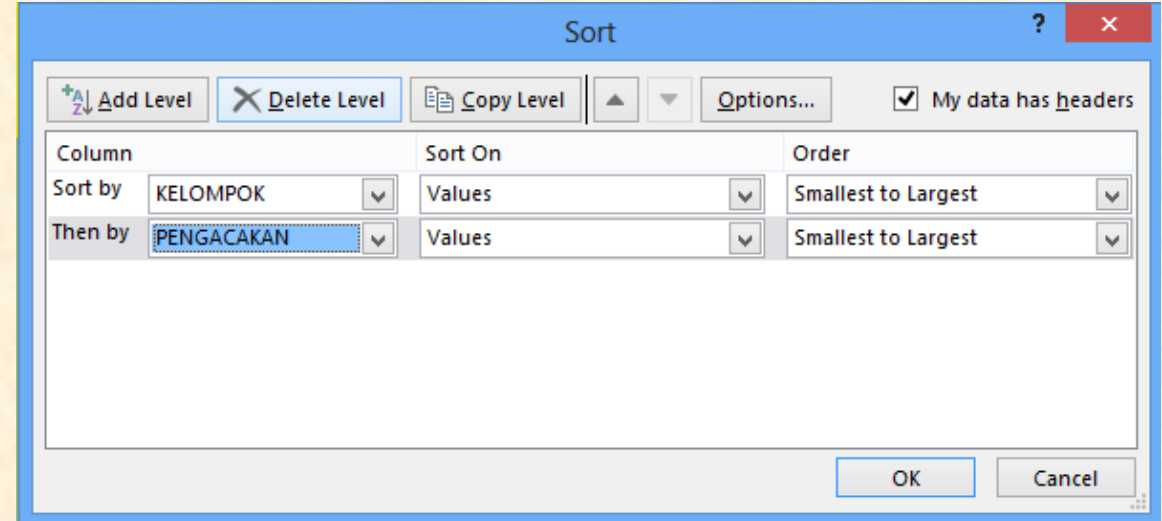 Sort
? ×
Add Level Delete Level Copy Level Options... My data has headers
Column Sort On Order
Sort by KELOMPOK Values Smallest to Largest
Then by PENGACAKAN Values Smallest to Largest
OK Cancel